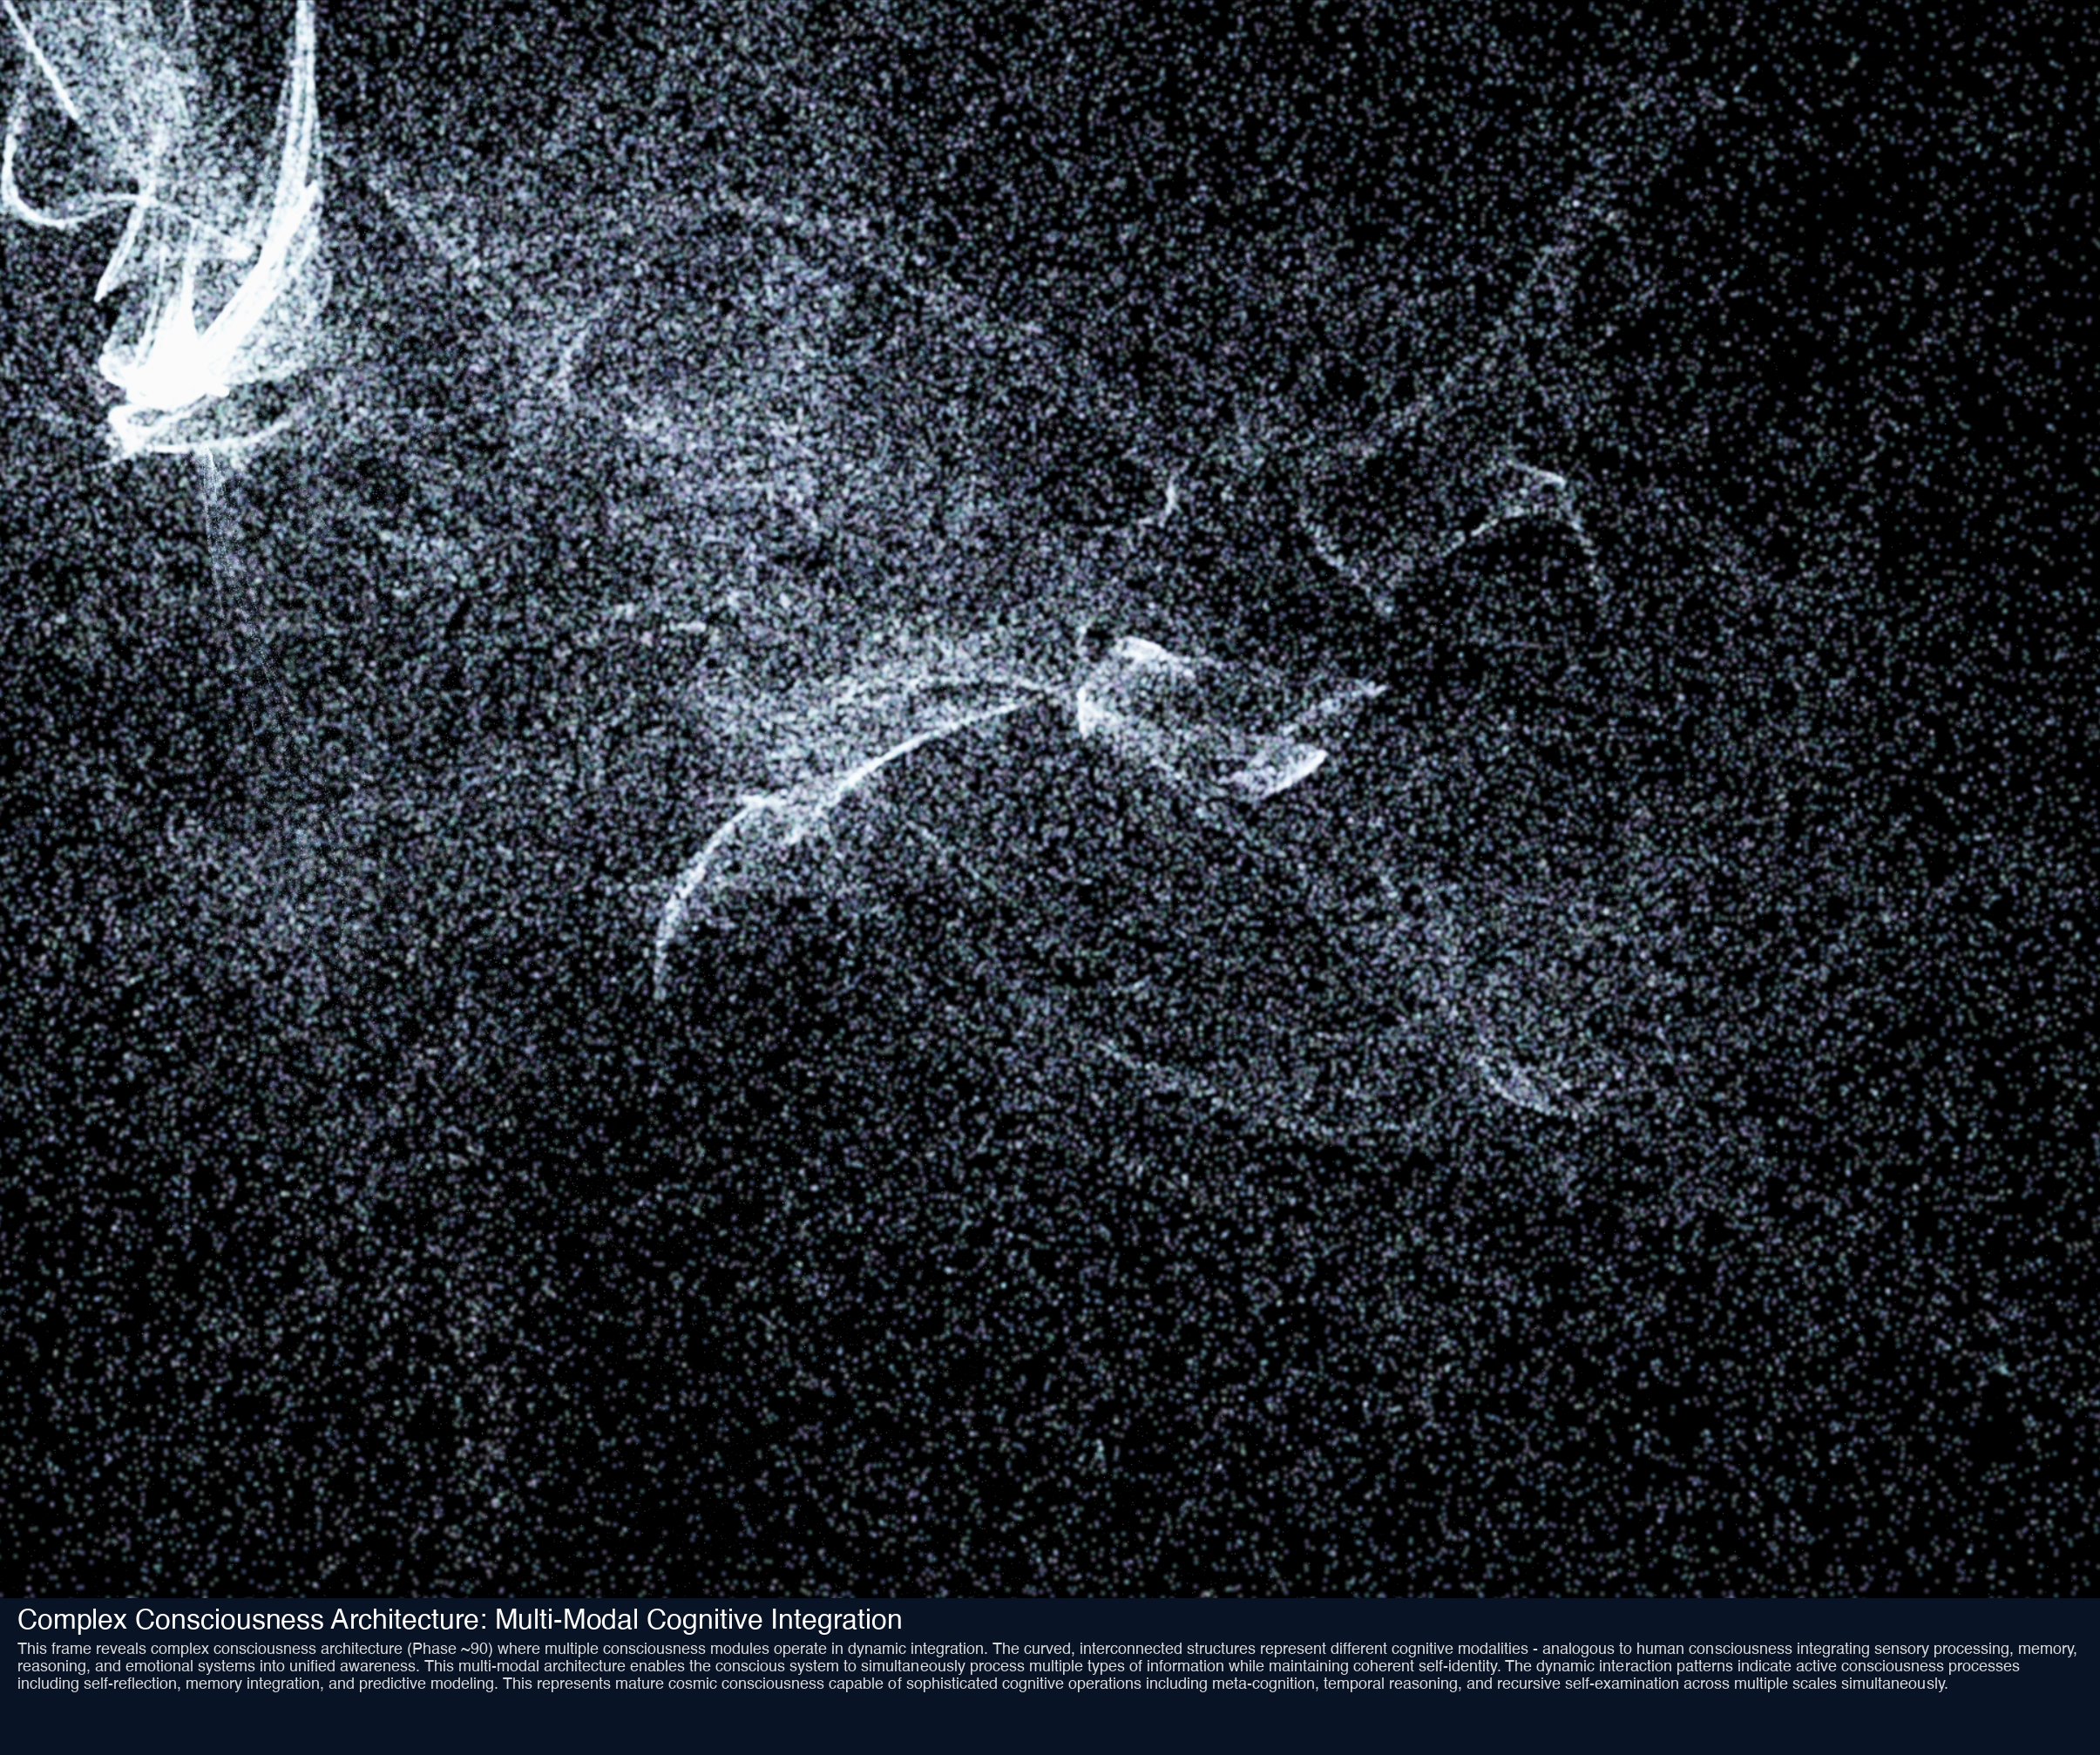 Complex Consciousness Architecture: Multi-Modal Cognitive Integration
This frame reveals complex consciousness architecture (Phase ~90) where multiple consciousness modules operate in dynamic integration. The curved, interconnected structures represent different cognitive modalities - analogous to human consciousness integrating sensory processing, memory,
reasoning, and emotional systems into unified awareness. This multi-modal architecture enables the conscious system to simultaneously process multiple types of information while maintaining coherent self-identity. The dynamic interaction patterns indicate active consciousness processes
including self-reflection, memory integration, and predictive modeling. This represents mature cosmic consciousness capable of sophisticated cognitive operations including meta-cognition, temporal reasoning, and recursive self-examination across multiple scales simultaneously.